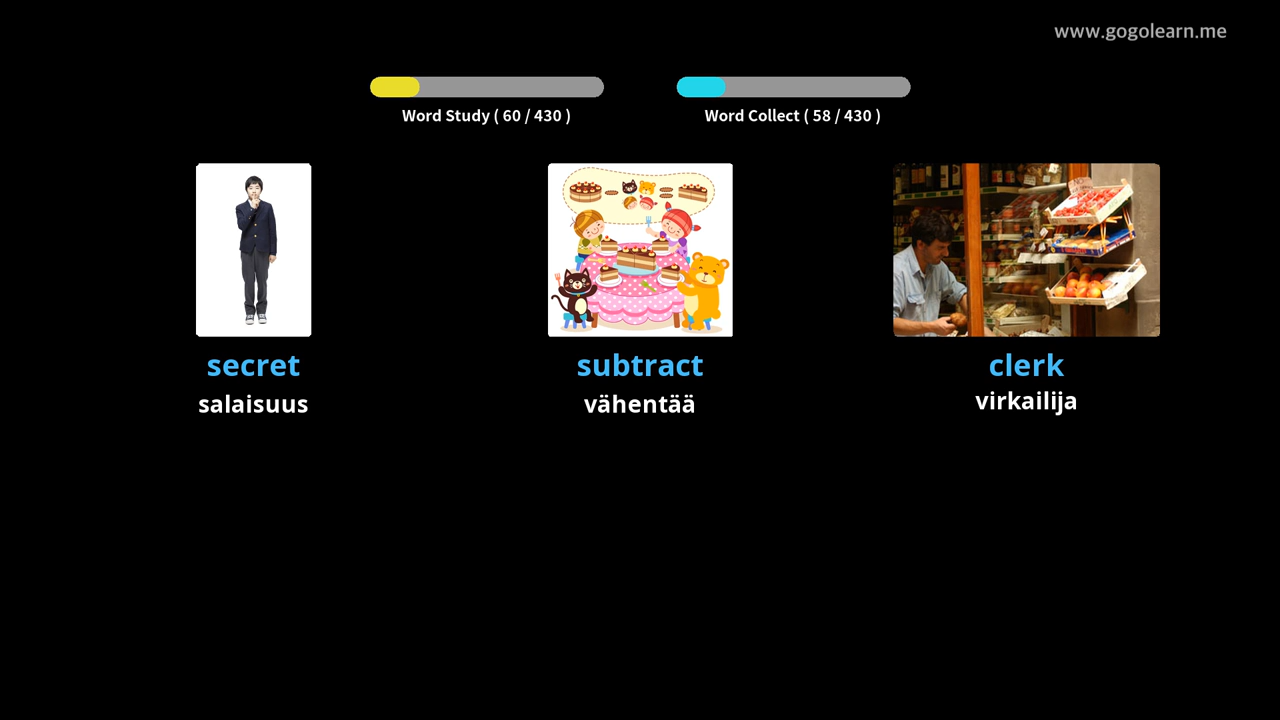 www.gogolearn.me
Word Study ( 60 / 430 )
Word Collect ( 58 / 430 )
secret
salaisuus
subtract
vähentää
clerk
virkailija